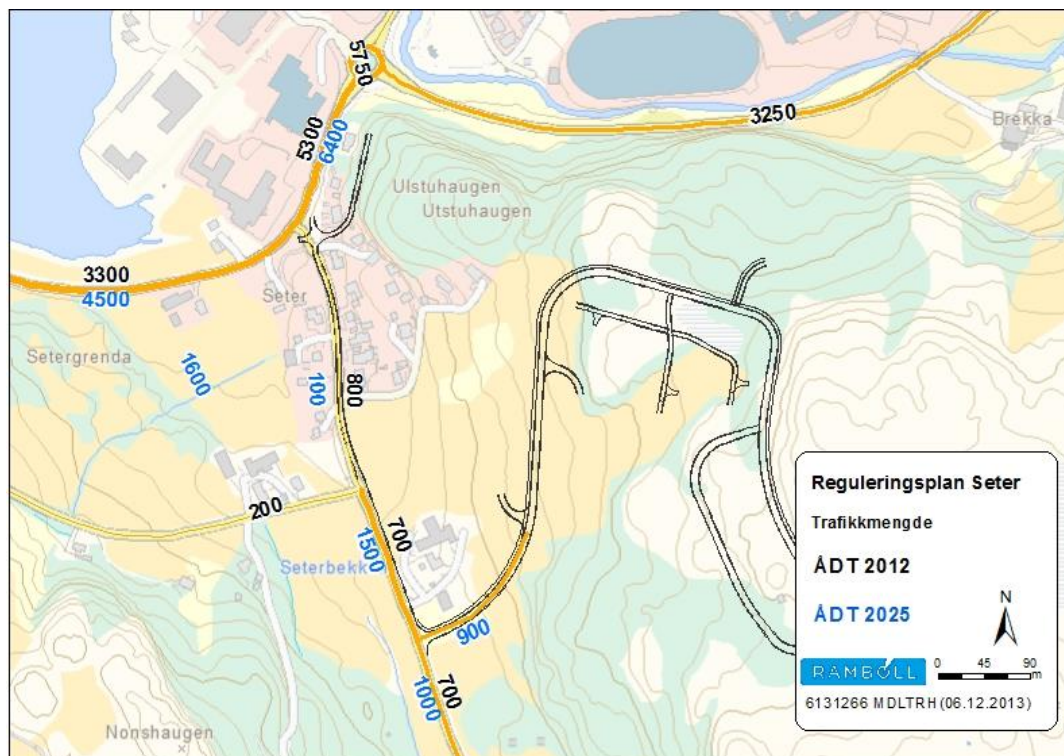 5750
3250
Brekka
5300
6400
Ulstuhaugen
Utstuhaugen
3300
4500
Seter
Setergrenda
1600
100
800
200
700
1500
Seterbekk
900
700
1000
Nonshaugen
Reguleringsplan Seter
Trafikkmengde
ÅDT 2012
ÅDT 2025
N
RAMBOLL
0 45 90
m
6131266 MDLTRH (06.12.2013)